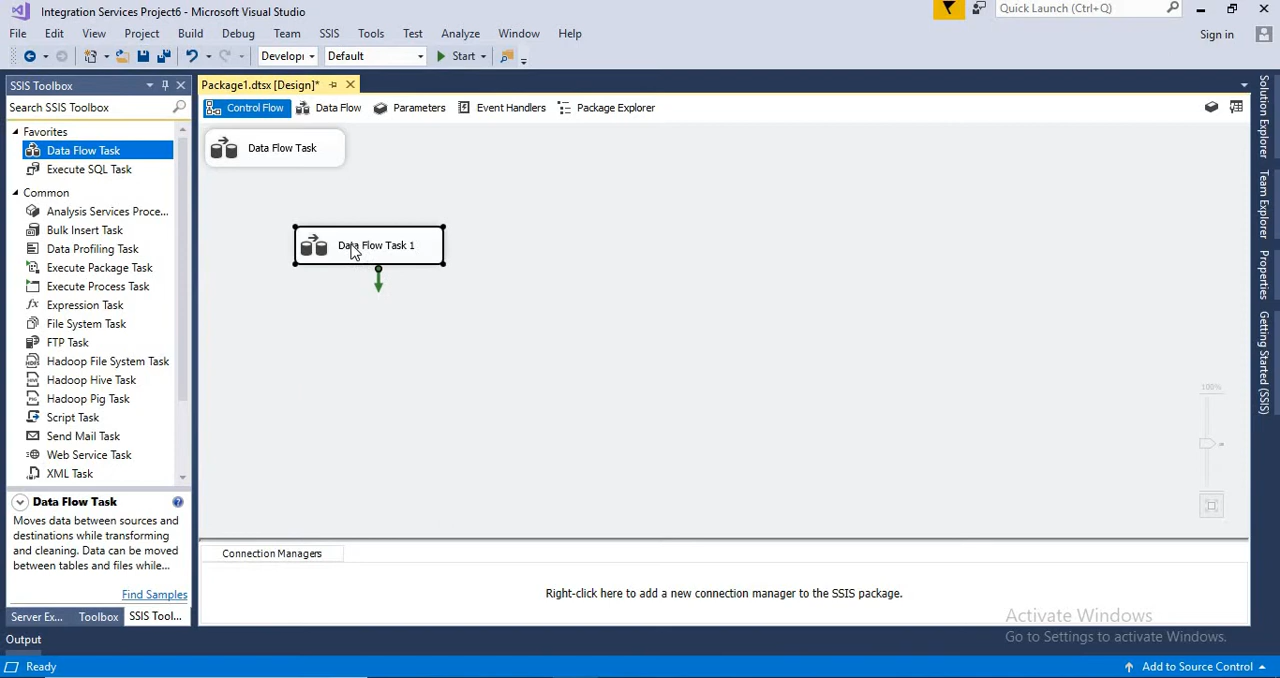 Integration Services Project6 - Microsoft Visual Studio
Quick Launch (Ctrl+Q)
File Edit View Project Build Debug Team SSIS Tools Test Analyze Window Help
Sign in
Developi Default Start
SSIS Toolbox
Package1.dtsx [Design]*
Search SSIS Toolbox
Control Flow Data Flow Parameters Event Handlers Package Explorer
Favorites
Data Flow Task
Execute SQL Task
Common
Analysis Services Proce...
Bulk Insert Task
Data Profiling Task
Execute Package Task
Execute Process Task
Expression Task
File System Task
FTP Task
Hadoop File System Task
Hadoop Hive Task
Hadoop Pig Task
Script Task
Send Mail Task
Web Service Task
XML Task
Data Flow Task
Moves data between sources and
destinations while transforming
and cleaning. Data can be moved
between tables and files while...
Find Samples
Server Ex... Toolbox SSIS Tool...
Data Flow Task
Data Flow Task 1
100%
Connection Managers
Right-click here to add a new connection manager to the SSIS package.
Solution Explorer
Team Explorer
Properties
Getting Started (SSIS)
Activate Windows
Go to Settings to activate Windows.
Output
Ready
Add to Source Control